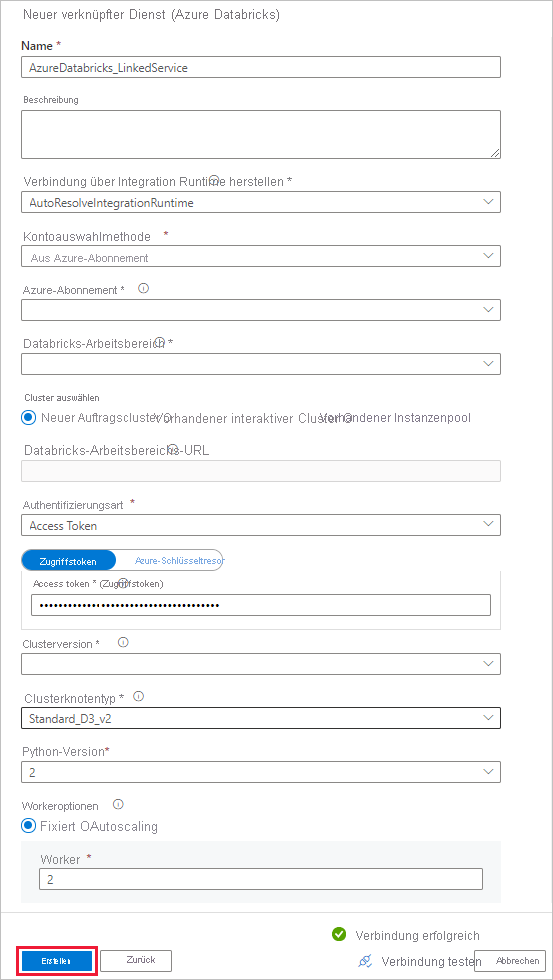 Neuer verknüpfter Dienst (Azure Databricks)
Name *
AzureDatabricks_LinkedService
Beschreibung
Verbindung über Integration Runtime herstellen *
AutoResolveIntegrationRuntime
Kontoauswahlmethode *
Aus Azure-Abonnement
Azure-Abonnement *
Databricks-Arbeitsbereich *
Cluster auswählen
Neuer Auftragscluster Vorhandener interaktiver Cluster O Vorhandener Instanzenpool
Databricks-Arbeitsbereichs-URL
Authentifizierungsart *
Access Token
Zugriffstoken Azure-Schlüsseltresor
Access token * (Zugriffstoken)
••••••••••••••••••••••••••••••••••••••
Clusterversion *
Clusterknotentyp *
Standard_D3_v2
Python-Version*
2
Workeroptionen
Fixiert OAutoscaling
Worker *
2
Verbindung erfolgreich
Erstellen Zurück Verbindung testen Abbrechen